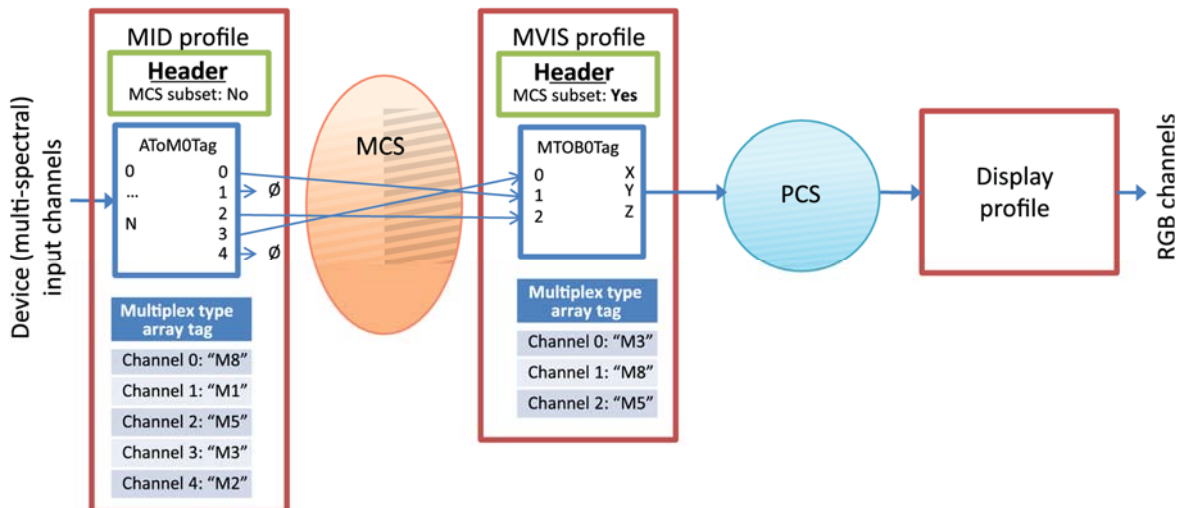 Device (multi-spectral)
input channels
MID profile
Header
MCS subset: No
AToM0Tag
0
...
N
0
1
2
3
4
Ø
Ø
Multiplex type
array tag
Channel 0: “M8”
Channel 1: “M1”
Channel 2: “M5”
Channel 3: “M3”
Channel 4: “M2”
MCS
MVIS profile
Header
MCS subset: Yes
MTOB0Tag
0
1
2
X
Y
Z
Multiplex type
array tag
Channel 0: “M3”
Channel 1: “M8”
Channel 2: “M5”
PCS
Display
profile
RGB channels